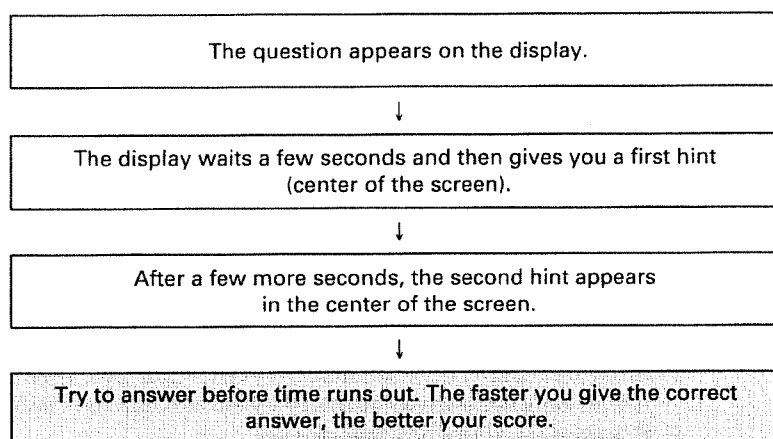 The question appears on the display.
↓
The display waits a few seconds and then gives you a first hint
(center of the screen).
↓
After a few more seconds, the second hint appears
in the center of the screen.
↓
Try to answer before time runs out. The faster you give the correct
answer, the better your score.